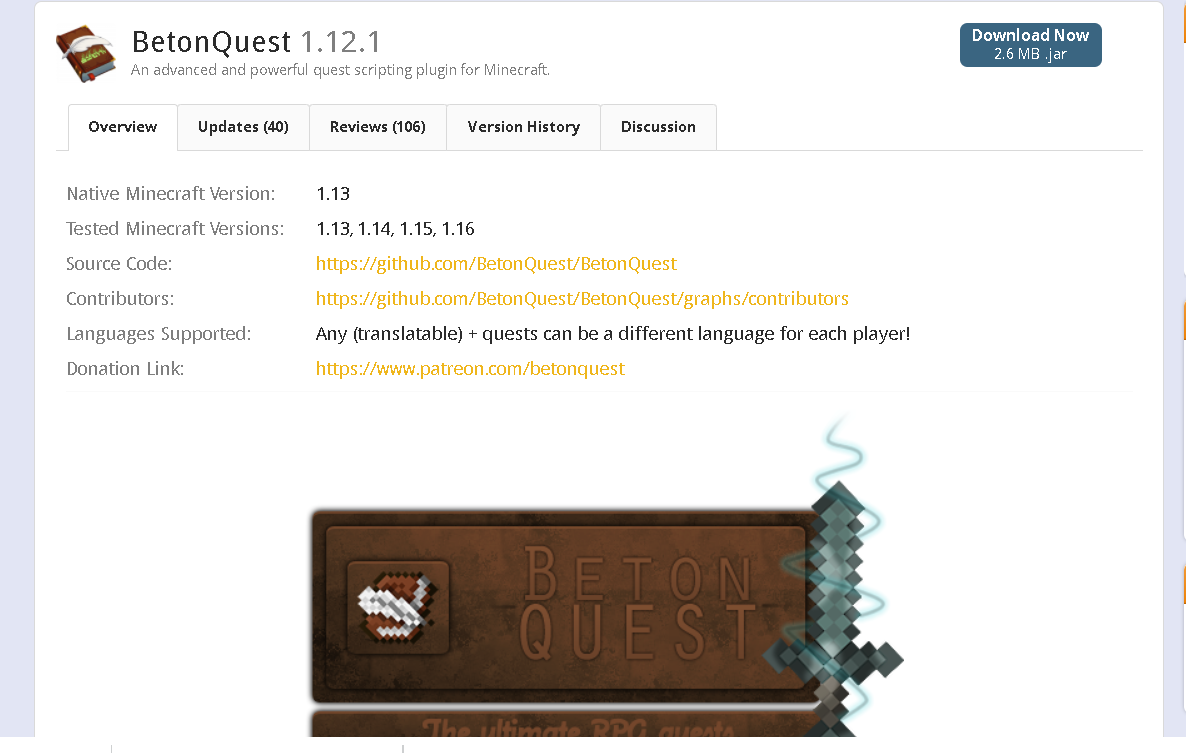 BetonQuest 1.12.1
An advanced and powerful quest scripting plugin for Minecraft.
Download Now
2.6 MB .jar
Overview
Updates (40)
Reviews (106)
Version History
Discussion
Native Minecraft Version: 1.13
Tested Minecraft Versions: 1.13, 1.14, 1.15, 1.16
Source Code: https://github.com/BetonQuest/BetonQuest
Contributors: https://github.com/BetonQuest/BetonQuest/graphs/contributors
Languages Supported: Any (translatable) + quests can be a different language for each player!
Donation Link: https://www.patreon.com/betonquest
BETON
QUEST
The ultimate RPG quests